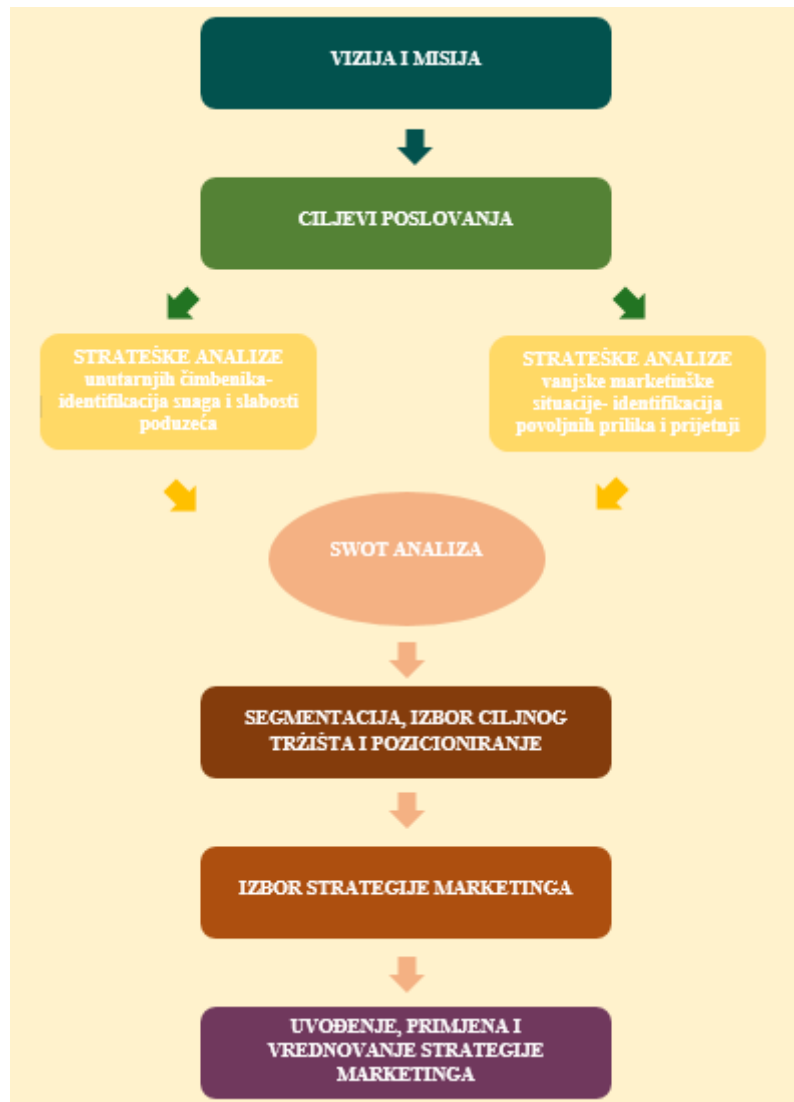 VIZIJA I MISIJA
CILJEVI POSLOVANJA
STRATEŠKE ANALIZE
unutarnjih čimbenika-
identifikacija snaga i slabosti
poduzeća
STRATEŠKE ANALIZE
vanjske marketinške
situacije- identifikacija
povoljnih prilika i prijetnji
SWOT ANALIZA
SEGMENTACIJA, IZBOR CILJNOG
TRŽIŠTA I POZICIONIRANJE
IZBOR STRATEGIJE MARKETINGA
UVOĐENJE, PRIMJENA I
VREDNOVANJE STRATEGIJE
MARKETINGA